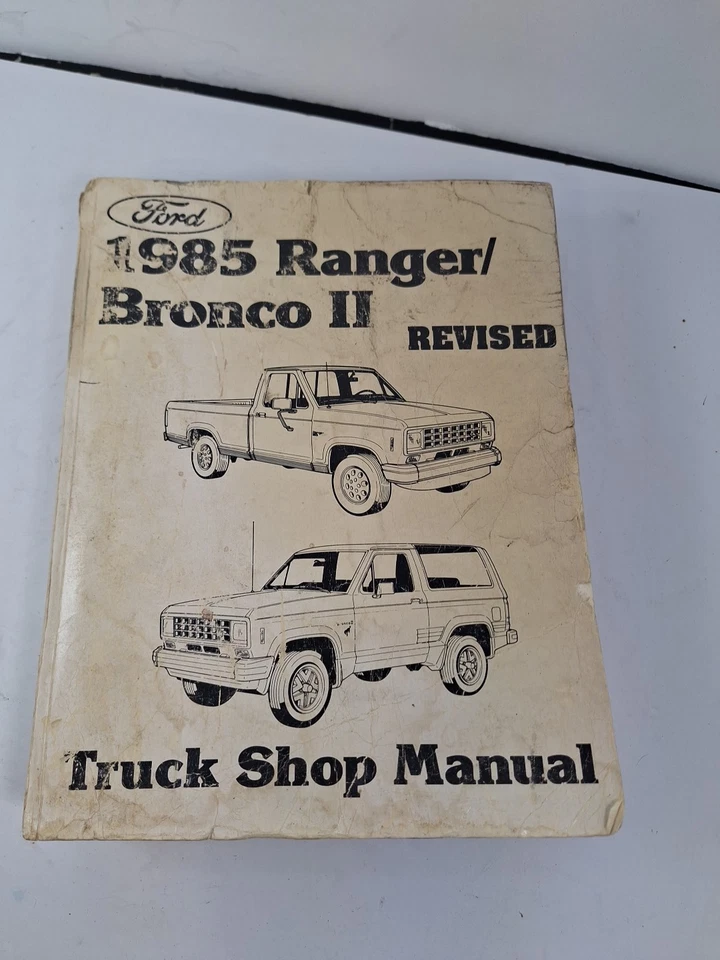 Ford
1985 Ranger/
Bronco II
REVISED
Truck Shop Manual